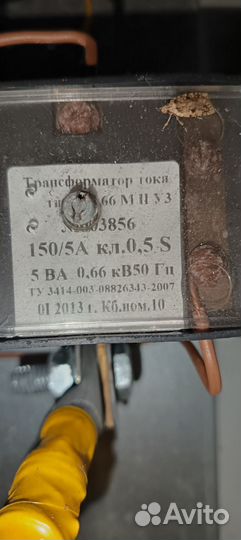 Трансформатор тока
66 М II У3
3856
150/5А кл.0,5 S
5 ВА 0,66 кВ50 Гц
ТУ 3414-003-08826343-2007
01 2013 г. Кб.ном.10
Avito